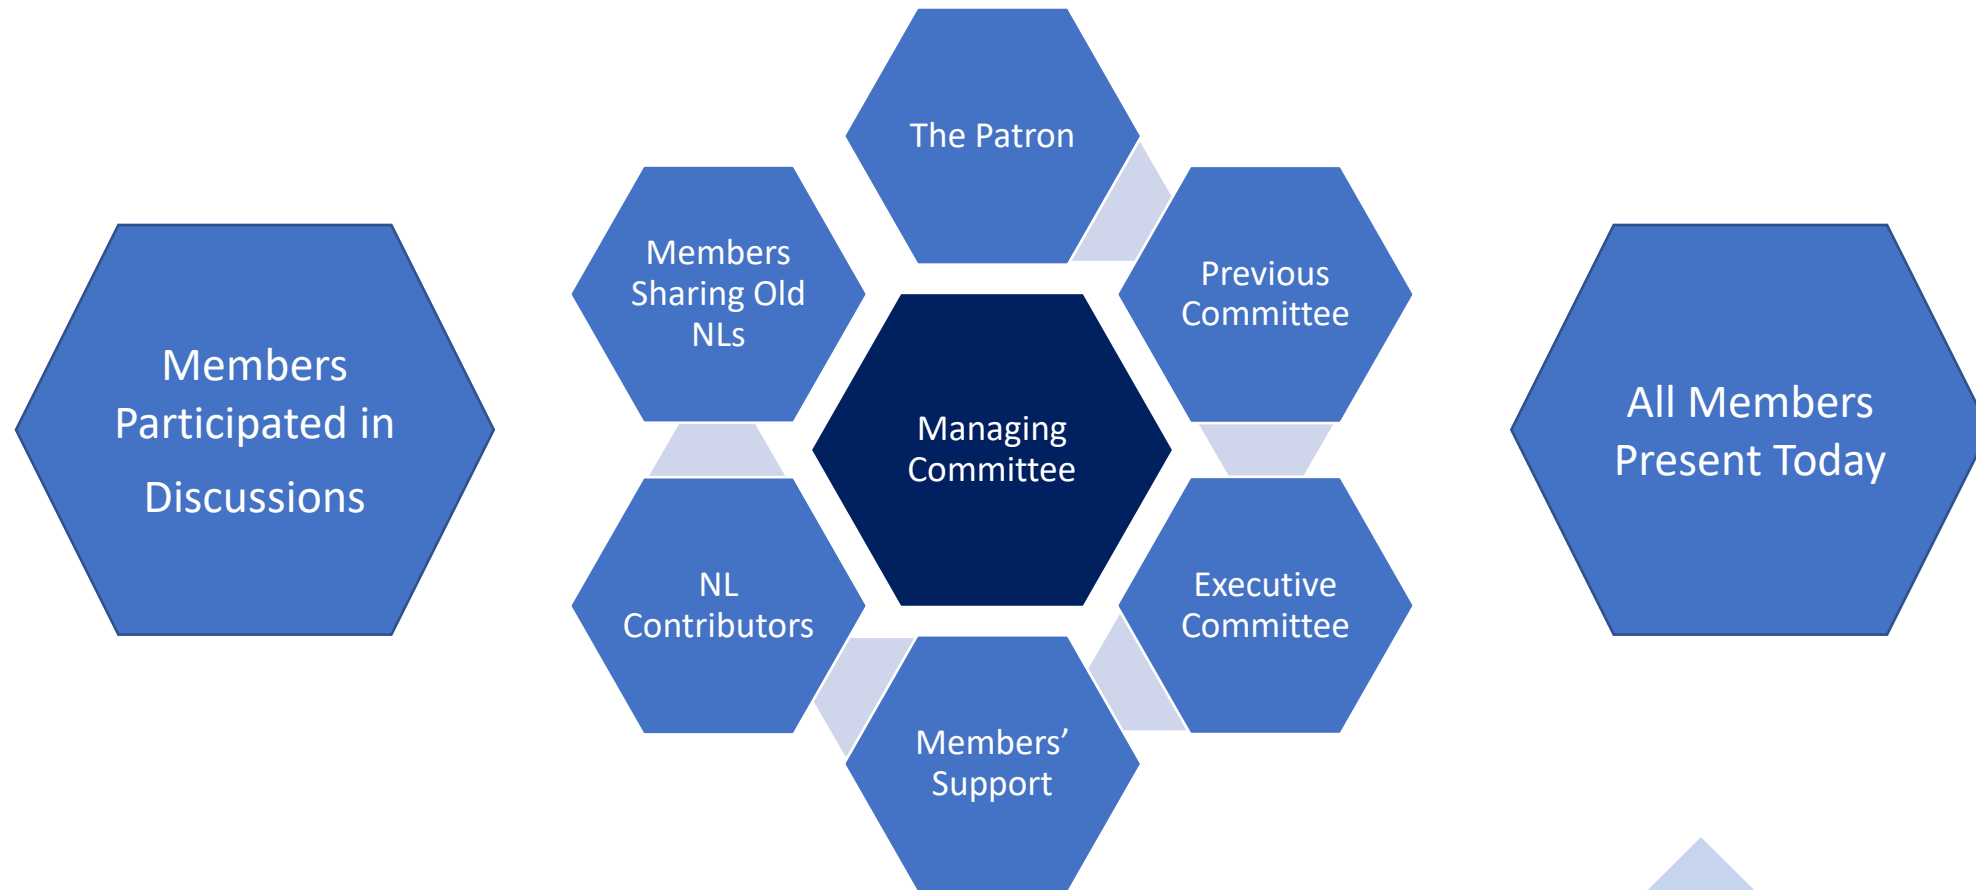 The Patron
Members
Sharing Old
NLs
Previous
Committee
Members
Participated in
Discussions
Managing
Committee
All Members
Present Today
NL
Contributors
Executive
Committee
Members’
Support